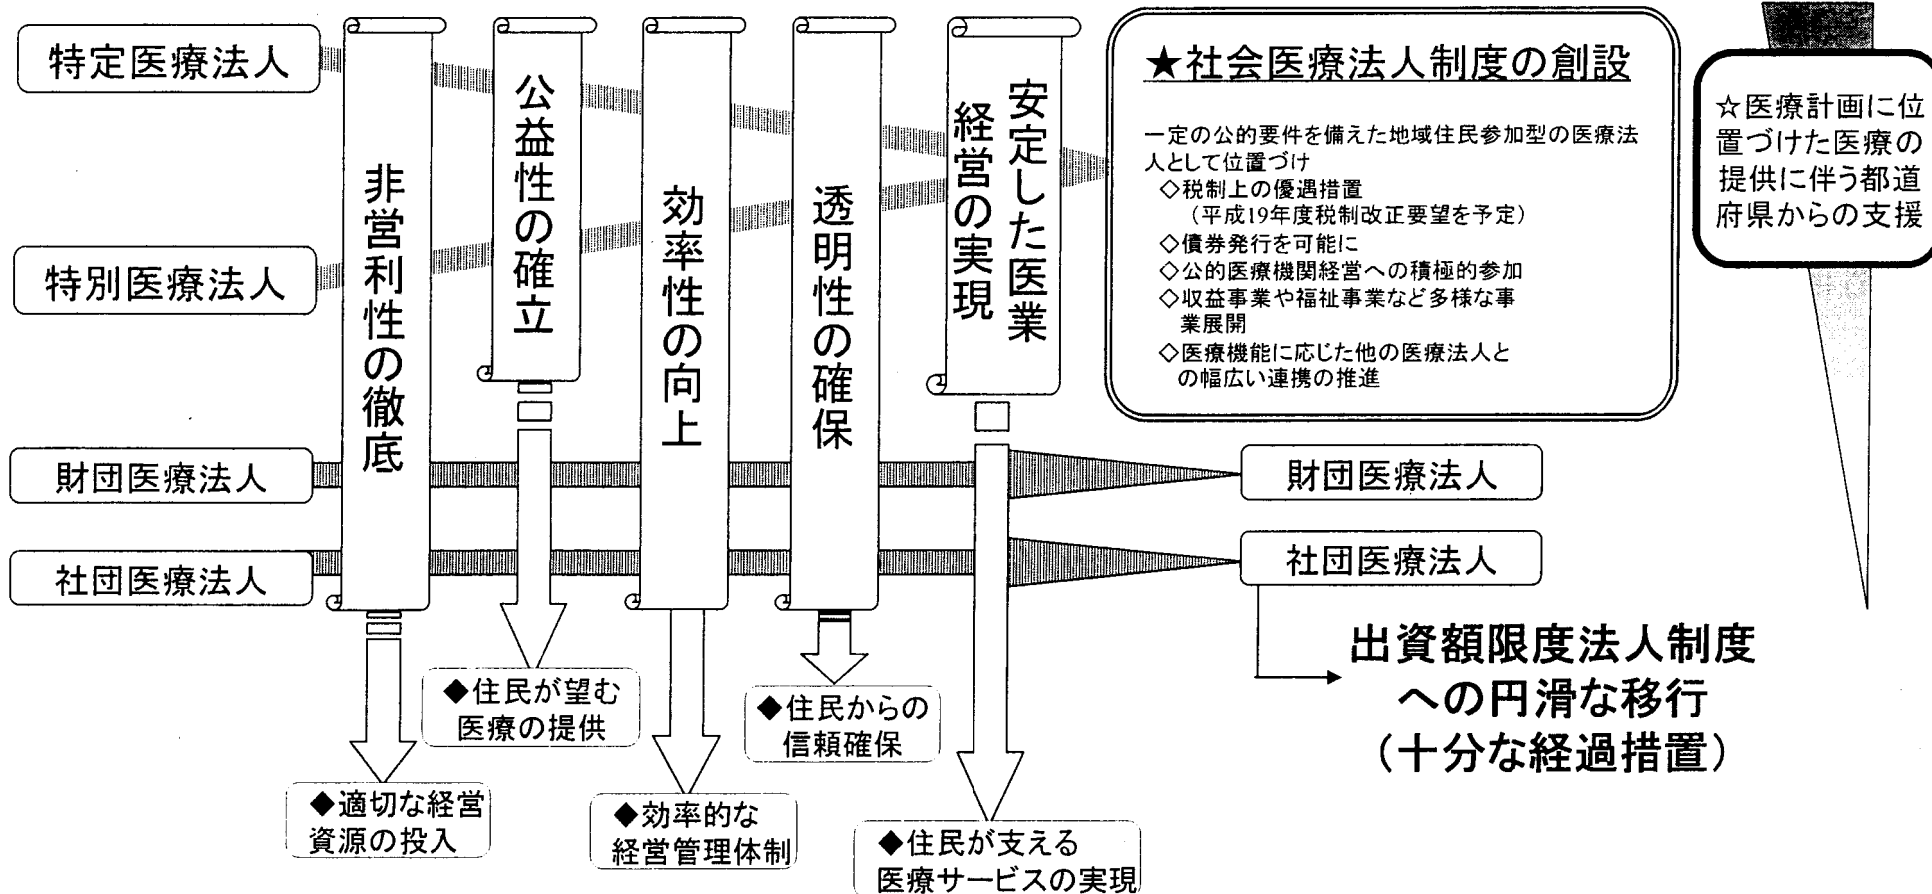 特定医療法人
特別医療法人
財団医療法人
社団医療法人
非営利性の徹底
公益性の確立
効率性の向上
透明性の確保
安定した医業
経営の実現
★社会医療法人制度の創設
一定の公的要件を備えた地域住民参加型の医療法
人として位置づけ
◇税制上の優遇措置
(平成19年度税制改正要望を予定)
◇債券発行を可能に
◇公的医療機関経営への積極的参加
◇収益事業や福祉事業など多様な事
業展開
◇医療機能に応じた他の医療法人と
の幅広い連携の推進
☆医療計画に位
置づけた医療の
提供に伴う都道
府県からの支援
財団医療法人
社団医療法人
出資額限度法人制度
への円滑な移行
(十分な経過措置)
◆適切な経営
資源の投入
◆住民が望む
医療の提供
◆効率的な
経営管理体制
◆住民からの
信頼確保
◆住民が支える
医療サービスの実現